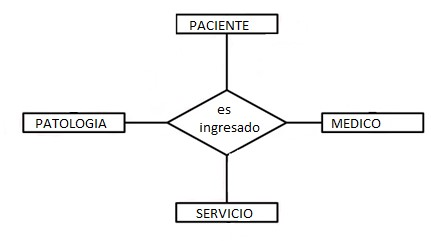 PACIENTE
PATOLOGIA
es
ingresado
MEDICO
SERVICIO